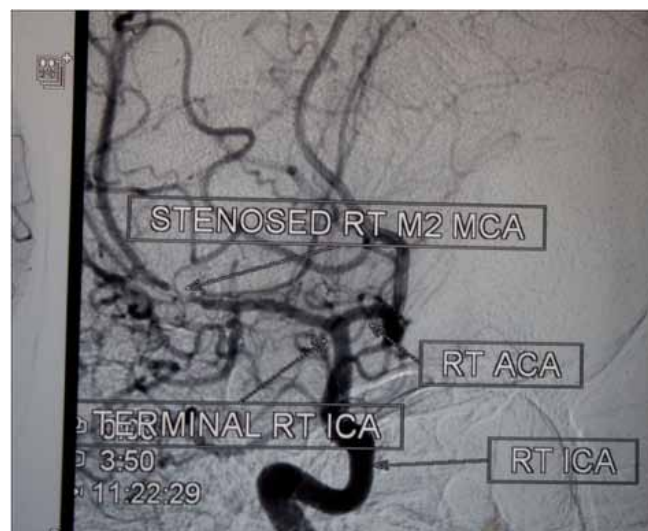 STENOSED RT M2 MCA
RT ACA
TERMINAL RT ICA
RT ICA
3:50
11:22:29